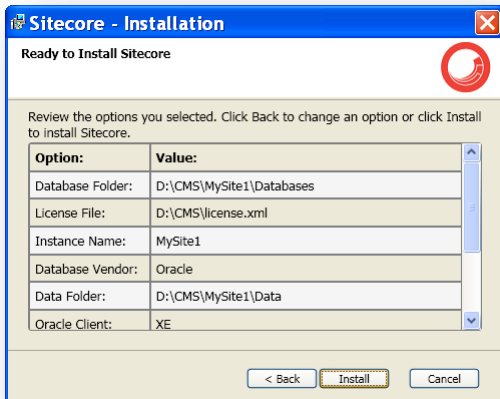 Sitecore - Installation
Ready to Install Sitecore
Review the options you selected. Click Back to change an option or click Install
to install Sitecore.
Option: Value:
Database Folder: D:\CMS\MySite1\Databases
License File: D:\CMS\license.xml
Instance Name: MySite1
Database Vendor: Oracle
Data Folder: D:\CMS\MySite1\Data
Oracle Client: XE
< Back Install Cancel